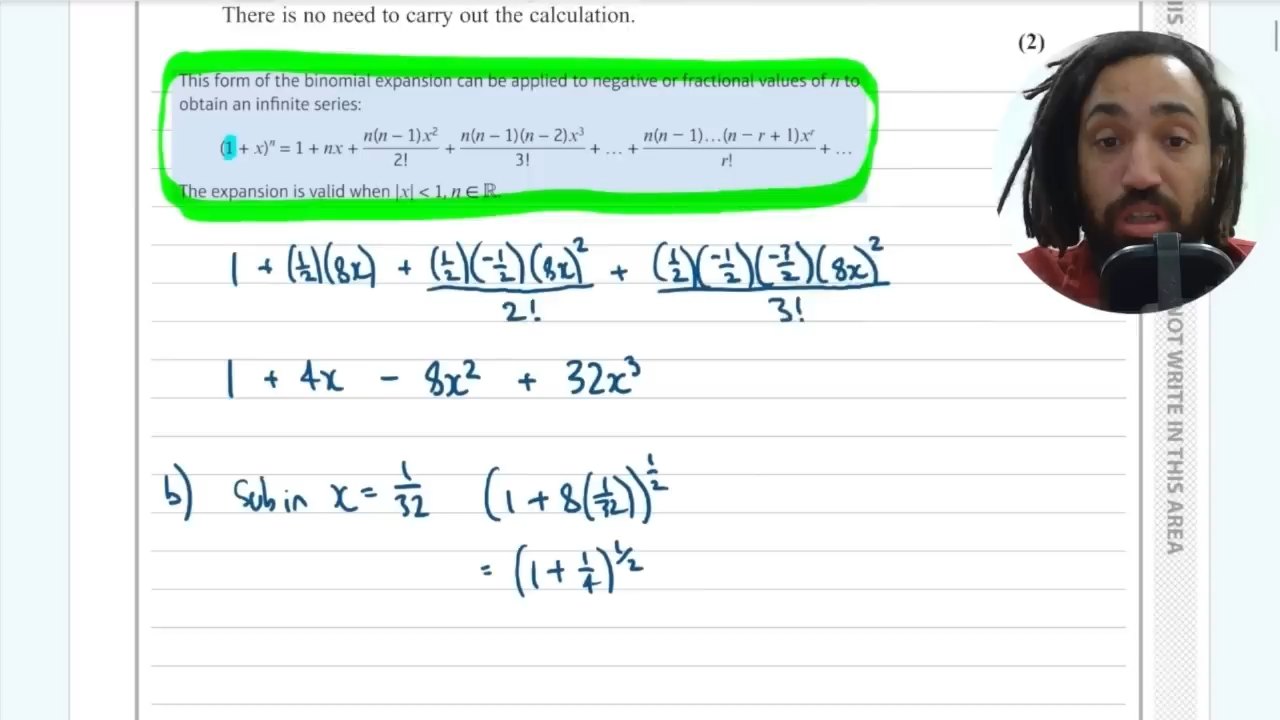 There is no need to carry out the calculation.
(2)
This form of the binomial expansion can be applied to negative or fractional values of n to
obtain an infinite series:
(1 + x)ⁿ = 1 + nx + n(n − 1)x²/2! + n(n − 1)(n − 2)x³/3! + … + n(n − 1)…(n − r + 1)xʳ/r! + …
The expansion is valid when |x| < 1, n ∈ ℝ.
1 + (1/2)(8x) + (1/2)(-1/2)(8x)²/2! + (1/2)(-1/2)(-3/2)(8x)²/3!
1 + 4x - 8x² + 32x³
b) Sub in x = 1/32 (1 + 8(1/32))^1/2
= (1 + 1/4)^1/2
NOT WRITE IN THIS AREA